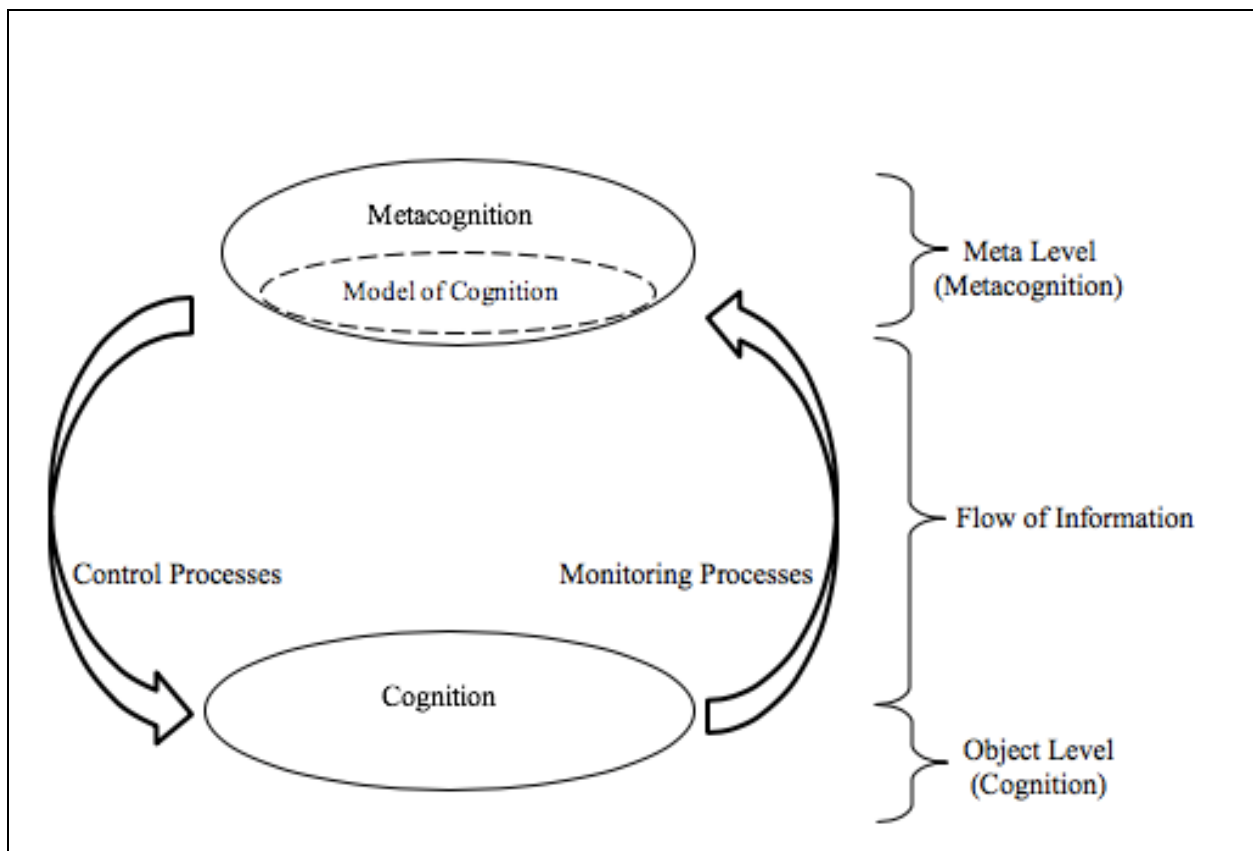 Metacognition
Model of Cognition
Meta Level
(Metacognition)
Flow of Information
Control Processes
Monitoring Processes
Cognition
Object Level
(Cognition)